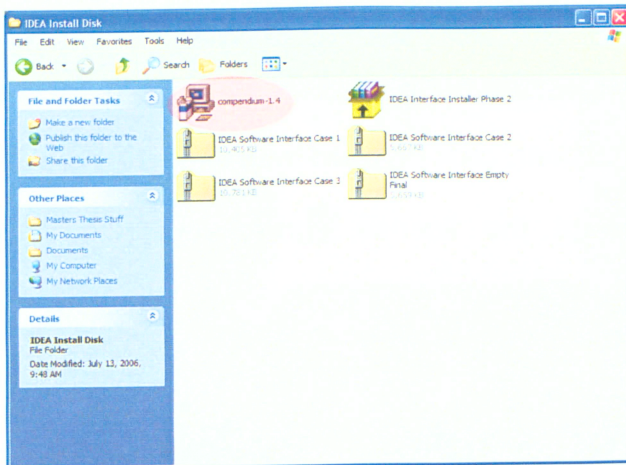 IDEA Install Disk
File Edit View Favorites Tools Help
Back Search Folders
File and Folder Tasks
Make a new folder
Publish this folder to the
Web
Share this folder
Other Places
Masters Thesis Stuff
My Documents
Documents
My Computer
My Network Places
Details
IDEA Install Disk
File Folder
Date Modified: July 13, 2006,
9:48 AM
compendium-1.4
IDEA Interface Installer Phase 2
IDEA Software Interface Case 1
IDEA Software Interface Case 2
IDEA Software Interface Case 3
IDEA Software Interface Empty
Final